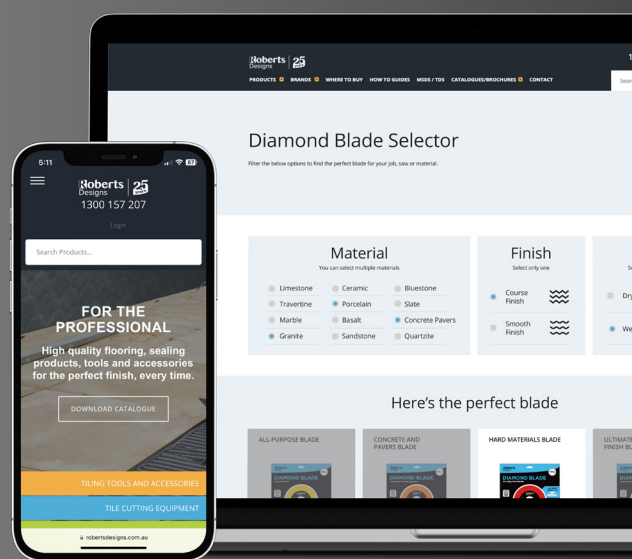 Roberts
Designs
25
PRODUCTS
BRANDS
WHERE TO BUY
HOW TO GUIDES
MSDS / TDS
CATALOGUES/BROCHURES
CONTACT
Diamond Blade Selector
Filter the below options to find the perfect blade for your job, saw or material.
Material
You can select multiple materials
Limestone
Ceramic
Bluestone
Travertine
Porcelain
Slate
Marble
Basalt
Concrete Pavers
Granite
Sandstone
Quartzite
Finish
Select only one
Course
Finish
Smooth
Finish
Here's the perfect blade
ALL-PURPOSE BLADE
CONCRETE AND
PAVERS BLADE
HARD MATERIALS BLADE
DIAMOND BLADE
DIAMOND BLADE
DIAMOND BLADE
5:11
87
Roberts
Designs
25
1300 157 207
Login
Search Products...
FOR THE
PROFESSIONAL
High quality flooring, sealing
products, tools and accessories
for the perfect finish, every time.
DOWNLOAD CATALOGUE
TILING TOOLS AND ACCESSORIES
TILE CUTTING EQUIPMENT
robertsdesigns.com.au